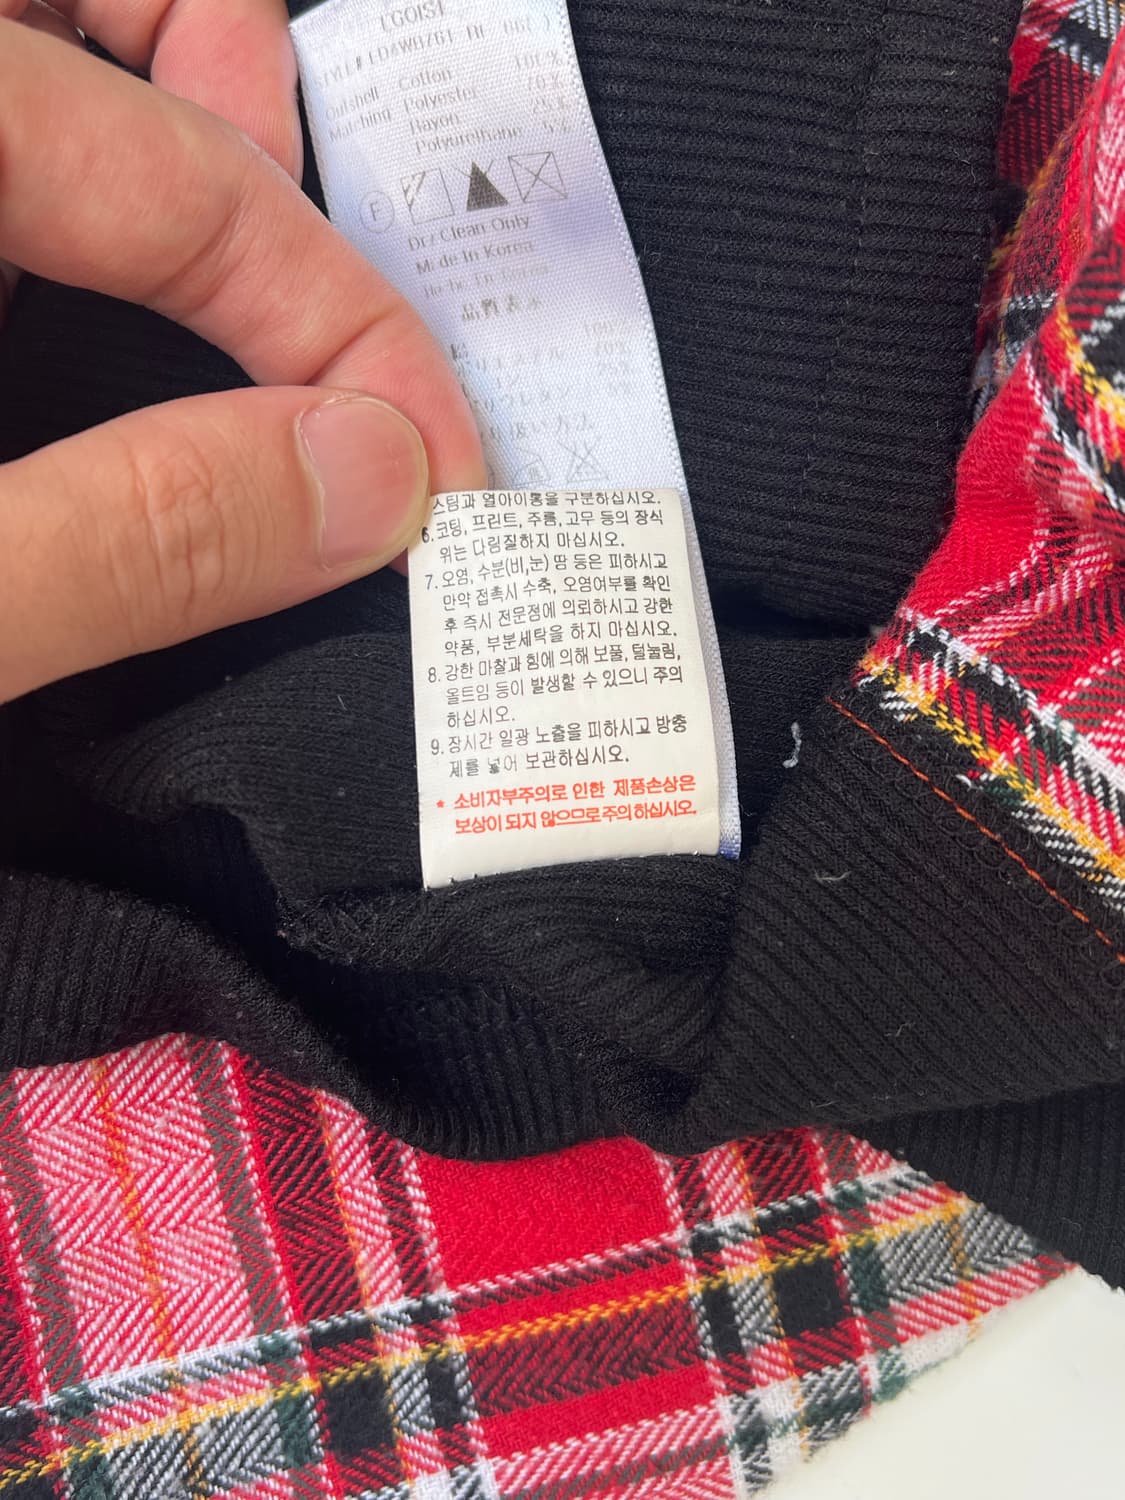 Outshell Cotton 100%
Matching Polyester 70%
Rayon 25%
Polyurethane 5%
F
Clean Only
Made In Korea
品質表示
100%
70%
스팀과 열아이롱을 구분하십시오.
6. 코팅, 프린트, 주름, 고무 등의 장식
위는 다림질하지 마십시오.
7. 오염, 수분(비,눈) 땀 등은 피하시고
만약 접촉시 수축, 오염여부를 확인
후 즉시 전문점에 의뢰하시고 강한
약품, 부분세탁을 하지 마십시오.
8. 강한 마찰과 힘에 의해 보풀, 털눌림,
올트임 등이 발생할 수 있으니 주의
하십시오.
9. 장시간 일광 노출을 피하시고 방충
제를 넣어 보관하십시오.
* 소비자부주의로 인한 제품손상은
보상이 되지 않으므로 주의하십시오.